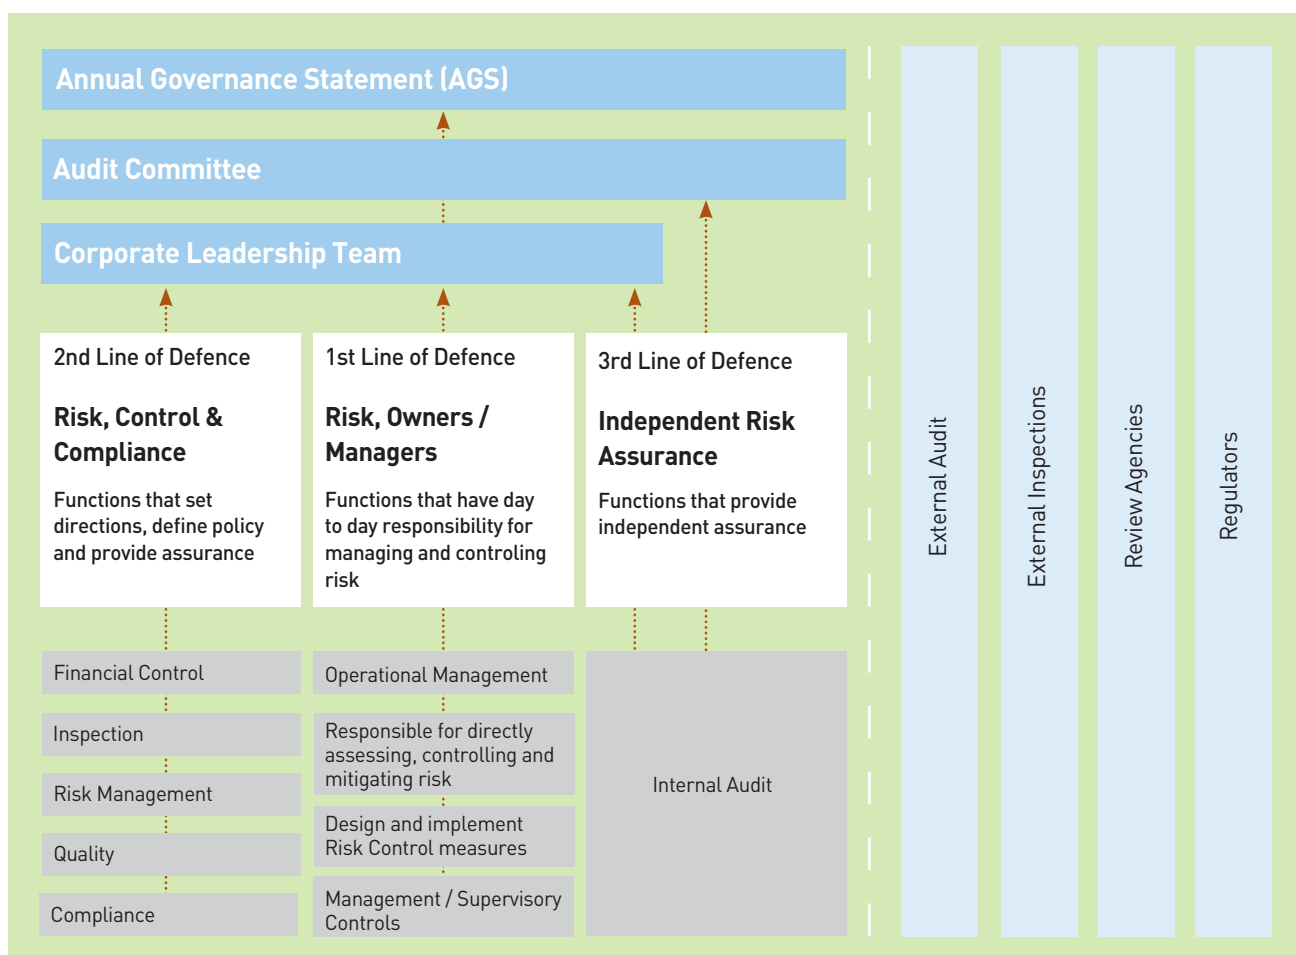 Annual Governance Statement (AGS)
Audit Committee
Corporate Leadership Team
2nd Line of Defence
Risk, Control &
Compliance
Functions that set
directions, define policy
and provide assurance
1st Line of Defence
Risk, Owners /
Managers
Functions that have day
to day responsibility for
managing and controling
risk
3rd Line of Defence
Independent Risk
Assurance
Functions that provide
independent assurance
Financial Control
Inspection
Risk Management
Quality
Compliance
Operational Management
Responsible for directly
assessing, controlling and
mitigating risk
Design and implement
Risk Control measures
Management / Supervisory
Controls
Internal Audit
External Audit
External Inspections
Review Agencies
Regulators